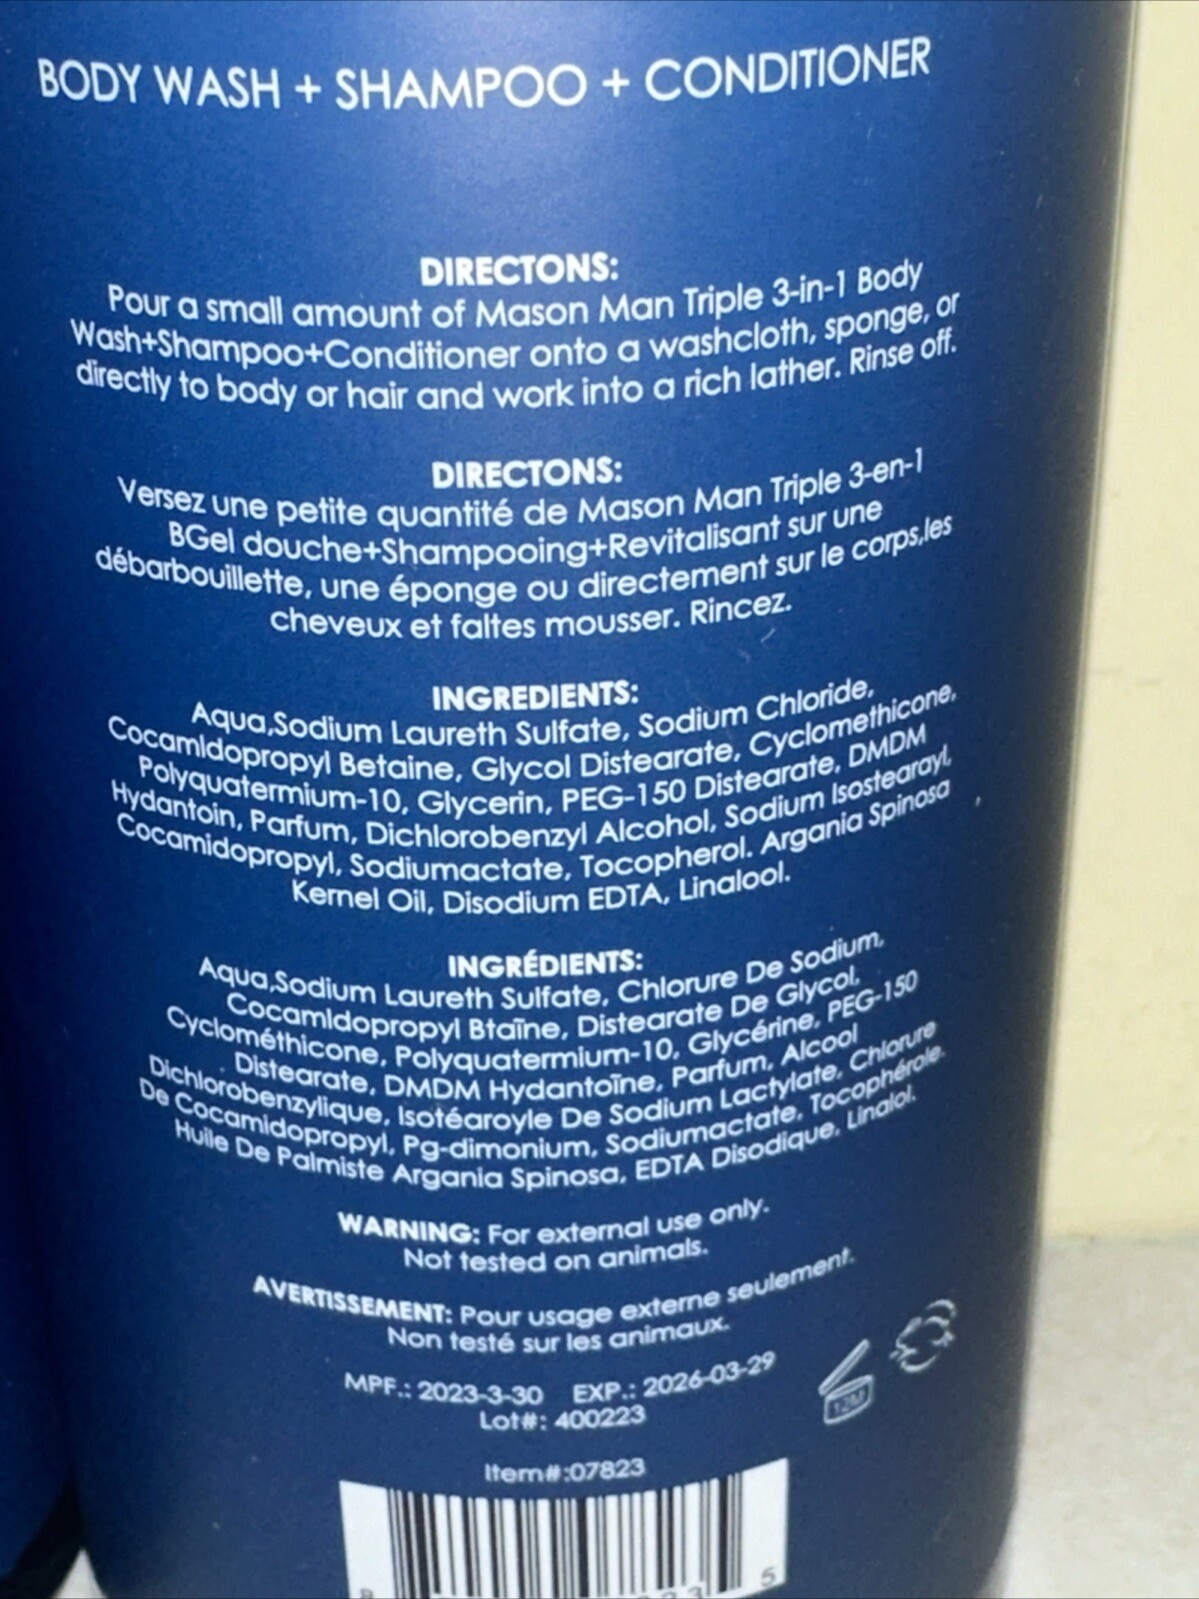 BODY WASH + SHAMPOO + CONDITIONER
DIRECTONS:
Pour a small amount of Mason Man Triple 3-in-1 Body
Wash+Shampoo+Conditioner onto a washcloth, sponge, or
directly to body or hair and work into a rich lather. Rinse off.
DIRECTONS:
Versez une petite quantité de Mason Man Triple 3-en-1
BGel douche+Shampooing+Revitalisant sur une
débarbouillette, une éponge ou directement sur le corps,les
cheveux et faltes mousser. Rincez.
INGREDIENTS:
Aqua,Sodium Laureth Sulfate, Sodium Chloride,
Cocamldopropyl Betaine, Glycol Distearate, Cyclomethicone,
Polyquatermium-10, Glycerin, PEG-150 Distearate, DMDM
Hydantoin, Parfum, Dichlorobenzyl Alcohol, Sodium Isostearayl,
Cocamidopropyl, Sodiumactate, Tocopherol. Argania Spinosa
Kernel Oil, Disodium EDTA, Linalool.
INGRÉDIENTS:
Aqua,Sodium Laureth Sulfate, Chlorure De Sodium,
Cocamldopropyl Btaïne, Distearate De Glycol,
Cyclométhicone, Polyquatermium-10, Glycérine, PEG-150
Distearate, DMDM Hydantoïne, Parfum, Alcool
Dichlorobenzylique, Isotéaroyle De Sodium Lactylate, Chlorure
De Cocamldopropyl, Pg-dimonium, Sodiumactate, Tocophérole.
Huile De Palmiste Argania Spinosa, EDTA Disodique, Linalol.
WARNING: For external use only.
Not tested on animals.
AVERTISSEMENT: Pour usage externe seulement.
Non testé sur les animaux.
MPF.: 2023-3-30 EXP.: 2026-03-29
Lot#: 400223
12M
Item#:07823
5